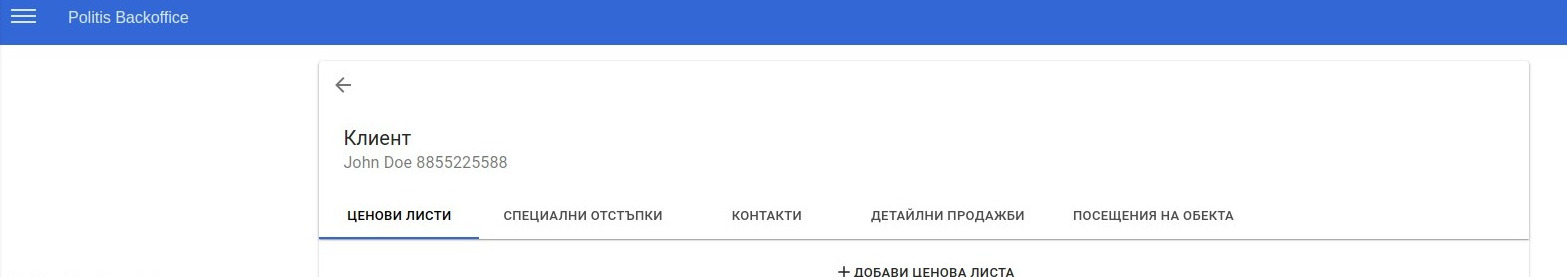 Politis Backoffice
Клиент
John Doe 8855225588
ЦЕНОВИ ЛИСТИ СПЕЦИАЛНИ ОТСТЪПКИ КОНТАКТИ ДЕТАЙЛНИ ПРОДАЖБИ ПОСЕЩЕНИЯ НА ОБЕКТА
+ ДОБАВИ ЦЕНОВА ЛИСТА